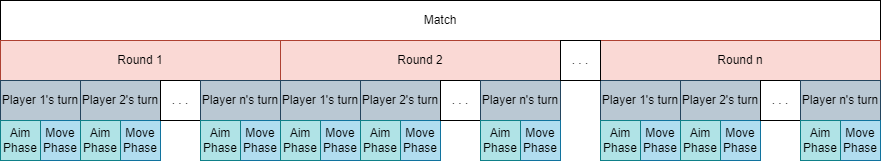 Match
Round 1 Round 2 . . . Round n
Player 1's turn Player 2's turn . . . Player n's turn Player 1's turn Player 2's turn . . . Player n's turn Player 1's turn Player 2's turn . . . Player n's turn
Aim Move Aim Move Aim Move Aim Move Aim Move Aim Move Aim Move Aim Move Aim Move
Phase Phase Phase Phase Phase Phase Phase Phase Phase Phase Phase Phase Phase Phase Phase Phase Phase Phase